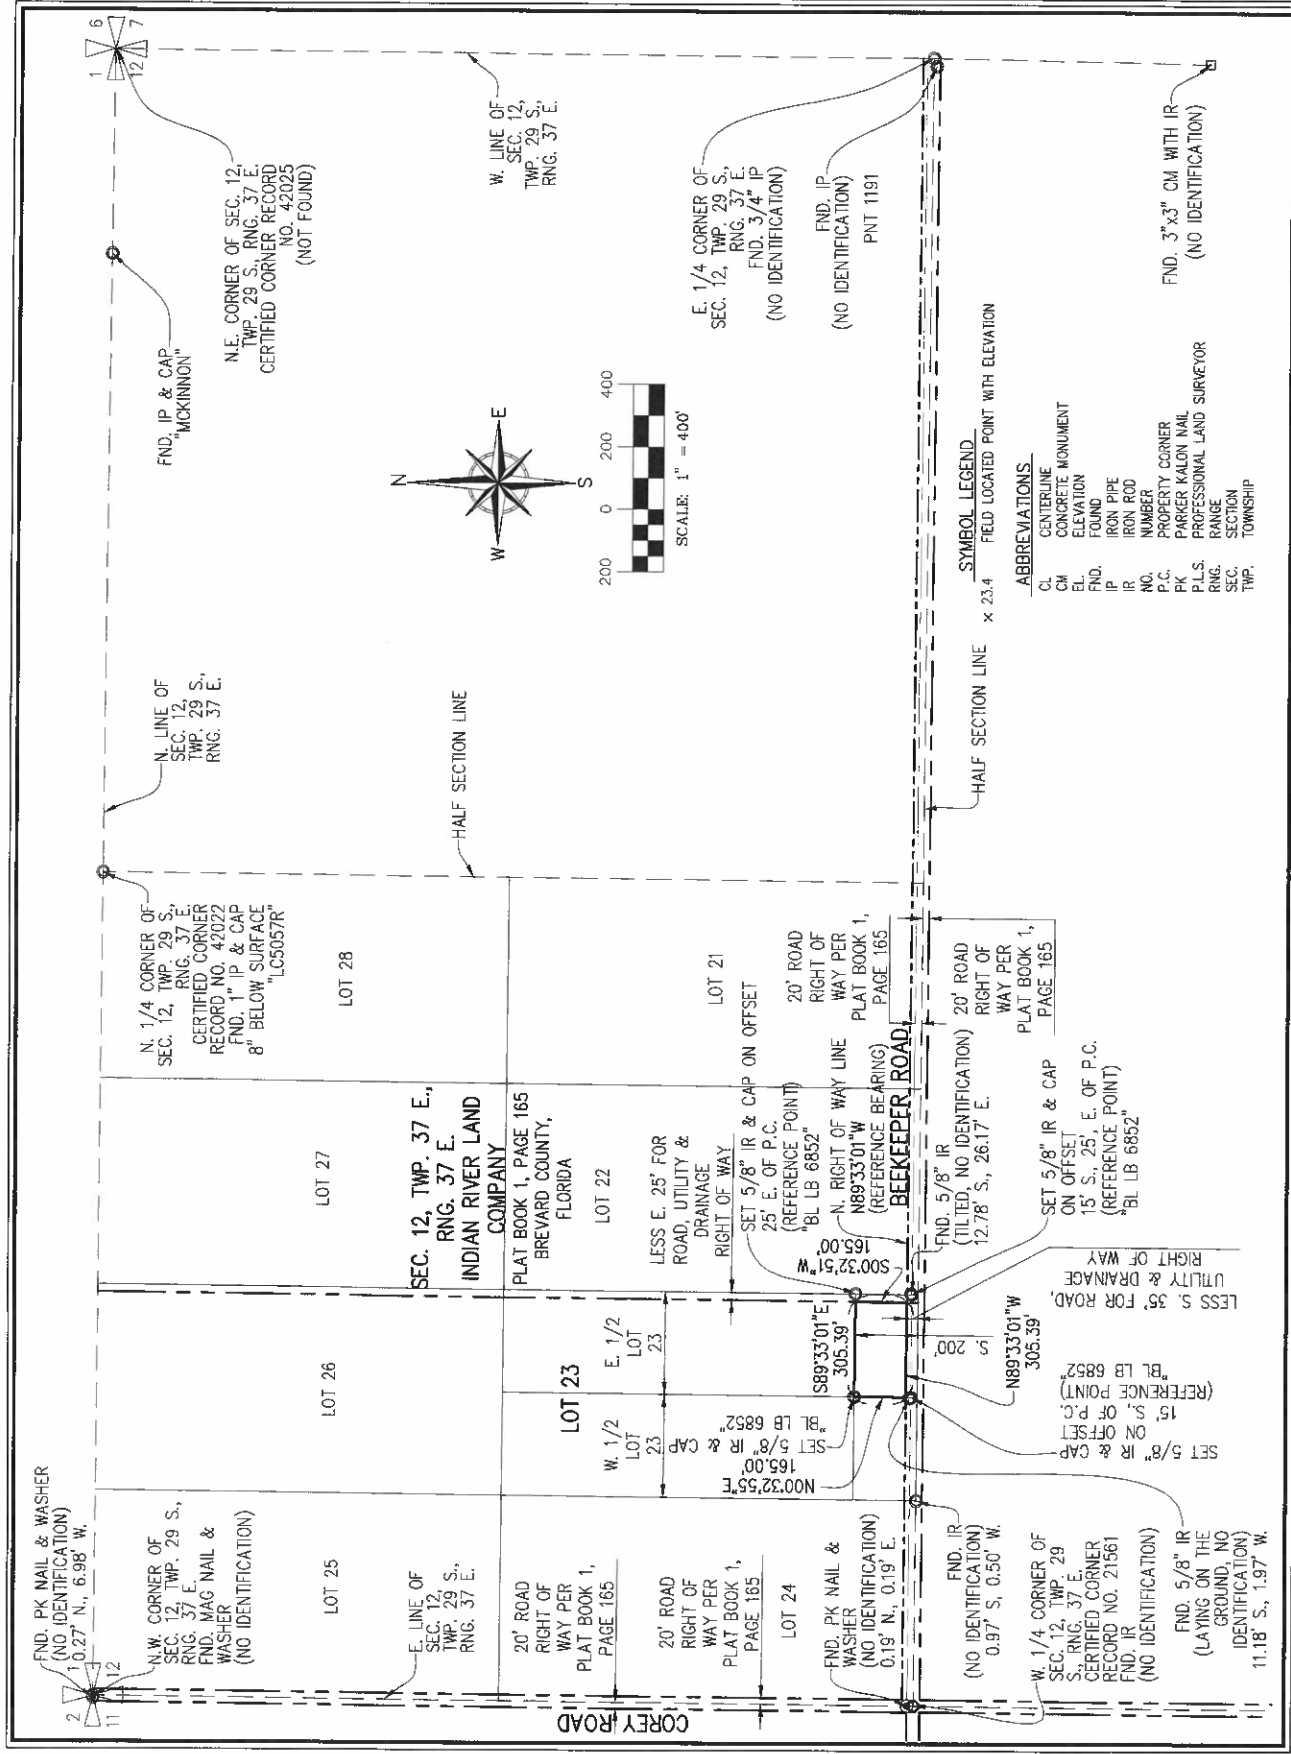 FND. PK NAIL & WASHER
(NO IDENTIFICATION)
0.27' N., 6.98' W.
2
1
11
12
N.W. CORNER OF
SEC. 12, TWP. 29 S.,
RNG. 37 E.
FND. MAG NAIL &
WASHER
(NO IDENTIFICATION)
N. 1/4 CORNER OF
SEC. 12, TWP. 29 S.,
RNG. 37 E.
CERTIFIED CORNER
RECORD NO. 42022
FND. 1" IP & CAP
8" BELOW SURFACE
"LC5057R"
N. LINE OF
SEC. 12,
TWP. 29 S.,
RNG. 37 E.
FND. IP & CAP
"MCKINNON"
1
6
12
7
N.E. CORNER OF SEC. 12,
TWP. 29 S., RNG. 37 E.
CERTIFIED CORNER RECORD
NO. 42025
(NOT FOUND)
LOT 25
LOT 26
LOT 27
LOT 28
HALF SECTION LINE
W. LINE OF
SEC. 12,
TWP. 29 S.,
RNG. 37 E.
E. LINE OF
SEC. 12,
TWP. 29 S.,
RNG. 37 E.
SEC. 12, TWP. 37 E.,
RNG. 37 E.
INDIAN RIVER LAND
COMPANY
PLAT BOOK 1, PAGE 165
BREVARD COUNTY,
FLORIDA
N
W
E
S
200
0
200
400
SCALE: 1" = 400'
COREY ROAD
20' ROAD
RIGHT OF
WAY PER
PLAT BOOK 1,
PAGE 165
20' ROAD
RIGHT OF
WAY PER
PLAT BOOK 1,
PAGE 165
LOT 24
LOT 23
W. 1/2
LOT
23
E. 1/2
LOT
23
LOT 22
LOT 21
LESS E. 25' FOR
ROAD, UTILITY &
DRAINAGE
RIGHT OF WAY
SET 5/8" IR & CAP ON OFFSET
25' E. OF P.C.
(REFERENCE POINT)
"BL LB 6852"
SET 5/8" IR & CAP
"BL LB 6852"
N00°32'55"E
165.00'
S89°33'01"E
305.39'
S00°32'51"W
165.00'
N. RIGHT OF WAY LINE
N89°33'01"W
(REFERENCE BEARING)
BEEKEEPER ROAD
20' ROAD
RIGHT OF
WAY PER
PLAT BOOK 1,
PAGE 165
20' ROAD
RIGHT OF
WAY PER
PLAT BOOK 1,
PAGE 165
FND. PK NAIL &
WASHER
(NO IDENTIFICATION)
0.19' N., 0.19' E.
FND. IR
(NO IDENTIFICATION)
0.97' S, 0.50' W.
W. 1/4 CORNER OF
SEC. 12, TWP. 29
S., RNG. 37 E.
CERTIFIED CORNER
RECORD NO. 21561
FND. IR
(NO IDENTIFICATION)
FND. 5/8" IR
(LAYING ON THE
GROUND, NO
IDENTIFICATION)
11.18' S., 1.97' W.
SET 5/8" IR & CAP
ON OFFSET
15' S., OF P.C.
(REFERENCE POINT)
"BL LB 6852"
S. 200'
N89°33'01"W
305.39'
LESS S. 35' FOR ROAD,
UTILITY & DRAINAGE
RIGHT OF WAY
FND. 5/8" IR
(TILTED, NO IDENTIFICATION)
12.78' S., 26.17' E.
SET 5/8" IR & CAP
ON OFFSET
15' S., 25', E. OF P.C.
(REFERENCE POINT)
"BL LB 6852"
HALF SECTION LINE
E. 1/4 CORNER OF
SEC. 12, TWP. 29 S.,
RNG. 37 E.
FND. 3/4" IP
(NO IDENTIFICATION)
FND. IP
(NO IDENTIFICATION)
PNT 1191
FND. 3"x3" CM WITH IR
(NO IDENTIFICATION)
SYMBOL LEGEND
x 23.4 FIELD LOCATED POINT WITH ELEVATION
ABBREVIATIONS
CL CENTERLINE
CM CONCRETE MONUMENT
EL. ELEVATION
FND. FOUND
IP IRON PIPE
IR IRON ROD
NO. NUMBER
P.C. PROPERTY CORNER
PK PARKER KALON NAIL
P.L.S. PROFESSIONAL LAND SURVEYOR
RNG. RANGE
SEC. SECTION
TWP. TOWNSHIP